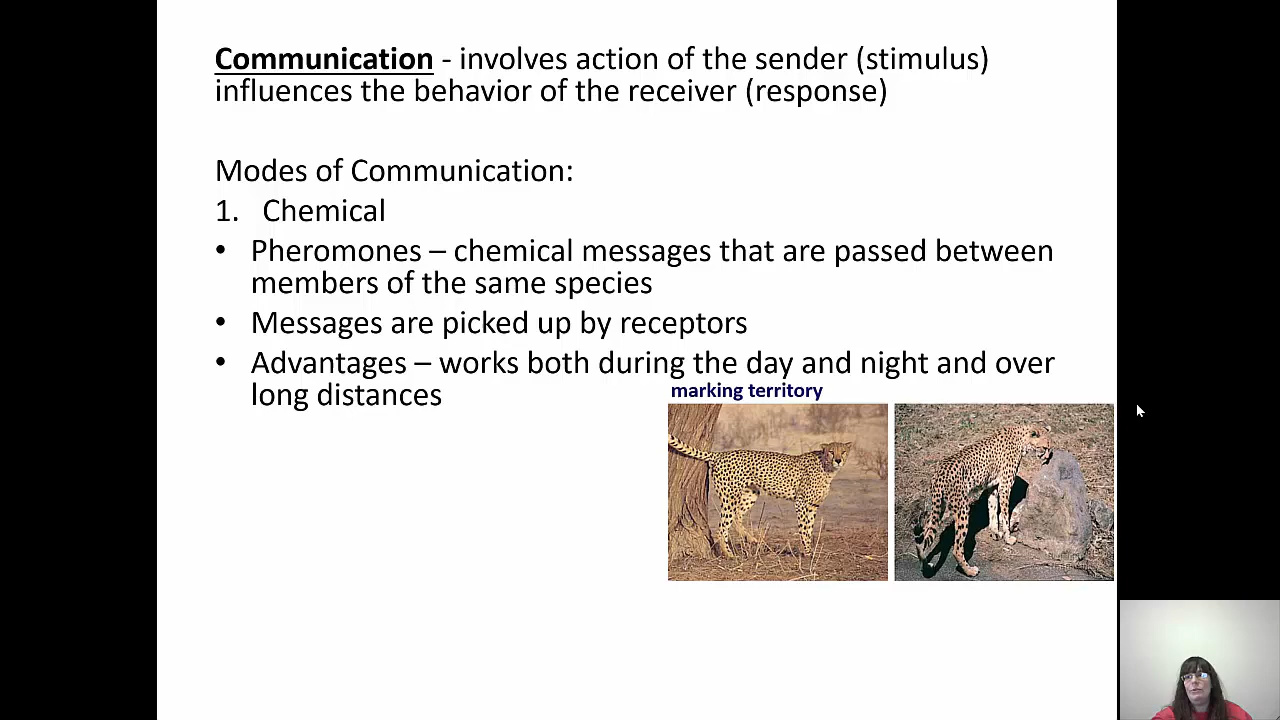 Communication - involves action of the sender (stimulus)
influences the behavior of the receiver (response)
Modes of Communication:
1. Chemical
• Pheromones – chemical messages that are passed between
members of the same species
• Messages are picked up by receptors
• Advantages – works both during the day and night and over
long distances
marking territory